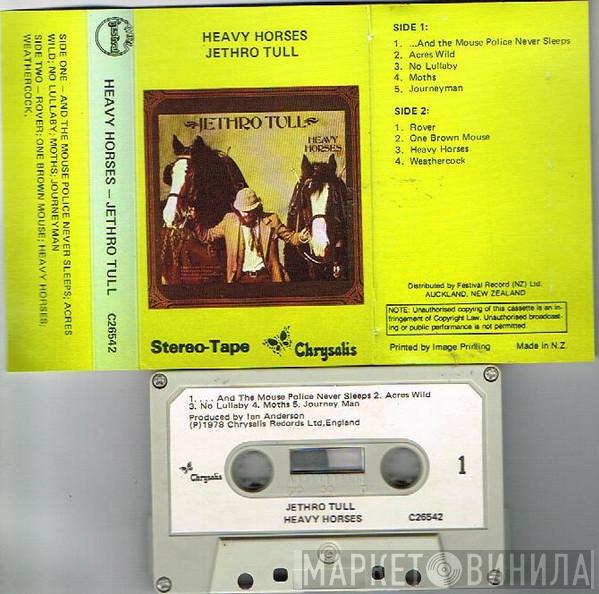 SIDE ONE – AND THE MOUSE POLICE NEVER SLEEPS; ACRES
WILD; NO LULLABY; MOTHS; JOURNEYMAN
SIDE TWO – ROVER; ONE BROWN MOUSE; HEAVY HORSES;
WEATHERCOCK.
festival
HEAVY HORSES – JETHRO TULL
C26542
HEAVY HORSES
JETHRO TULL
JETHRO TULL
HEAVY
HORSES
Stereo-Tape
Chrysalis
SIDE 1:
1. ...And the Mouse Police Never Sleeps
2. Acres Wild
3. No Lullaby
4. Moths
5. Journeyman
SIDE 2:
1. Rover
2. One Brown Mouse
3. Heavy Horses
4. Weathercock
Distributed by Festival Record (NZ) Ltd.
AUCKLAND, NEW ZEALAND
NOTE: Unauthorised copying of this cassette is an in-
fringement of Copyright Law. Unauthorised broadcast-
ing or public performance is not permitted.
Printed by Image Printing Made in N.Z.
1. ... And The Mouse Police Never Sleeps 2. Acres Wild
3. No Lullaby 4. Moths 5. Journey Man
Produced by Ian Anderson
(P)1978 Chrysalis Records Ltd,England
Chrysalis
1
JETHRO TULL
HEAVY HORSES C26542
МАРКЕТ ВИНИЛА